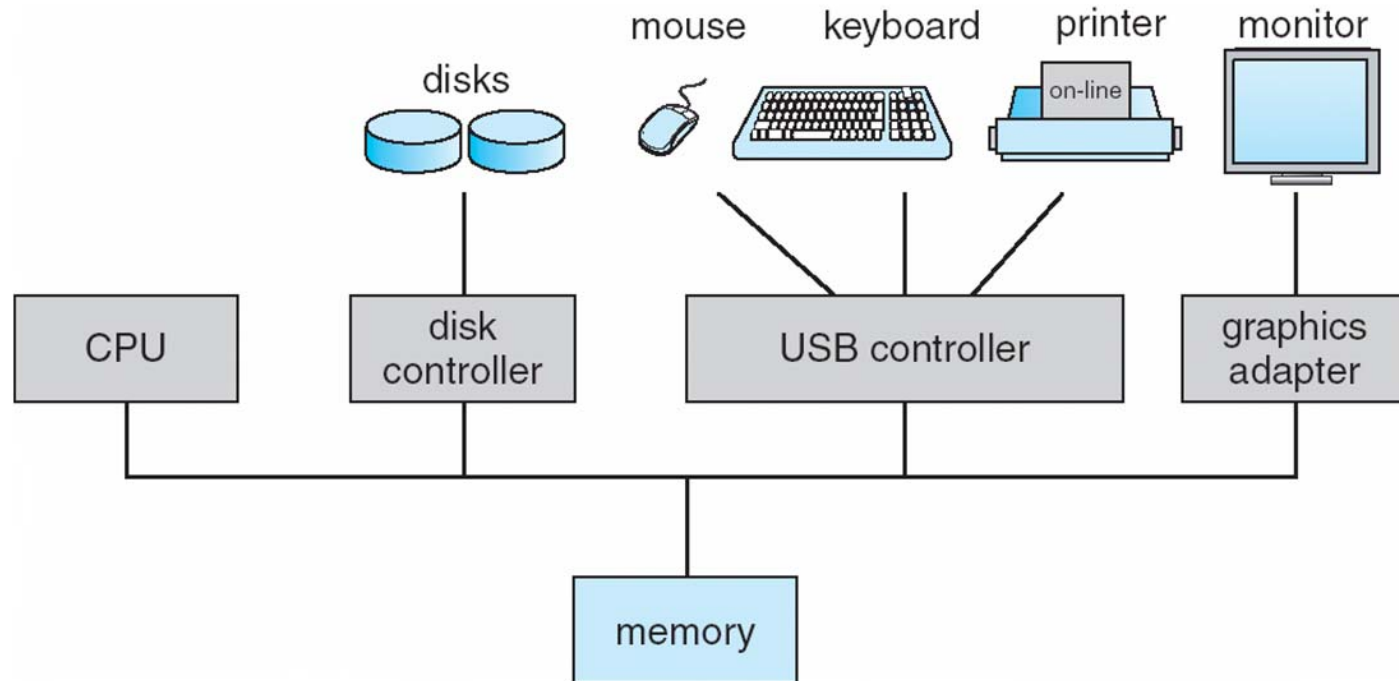 mouse
keyboard
printer
monitor
disks
on-line
CPU
disk
controller
USB controller
graphics
adapter
memory